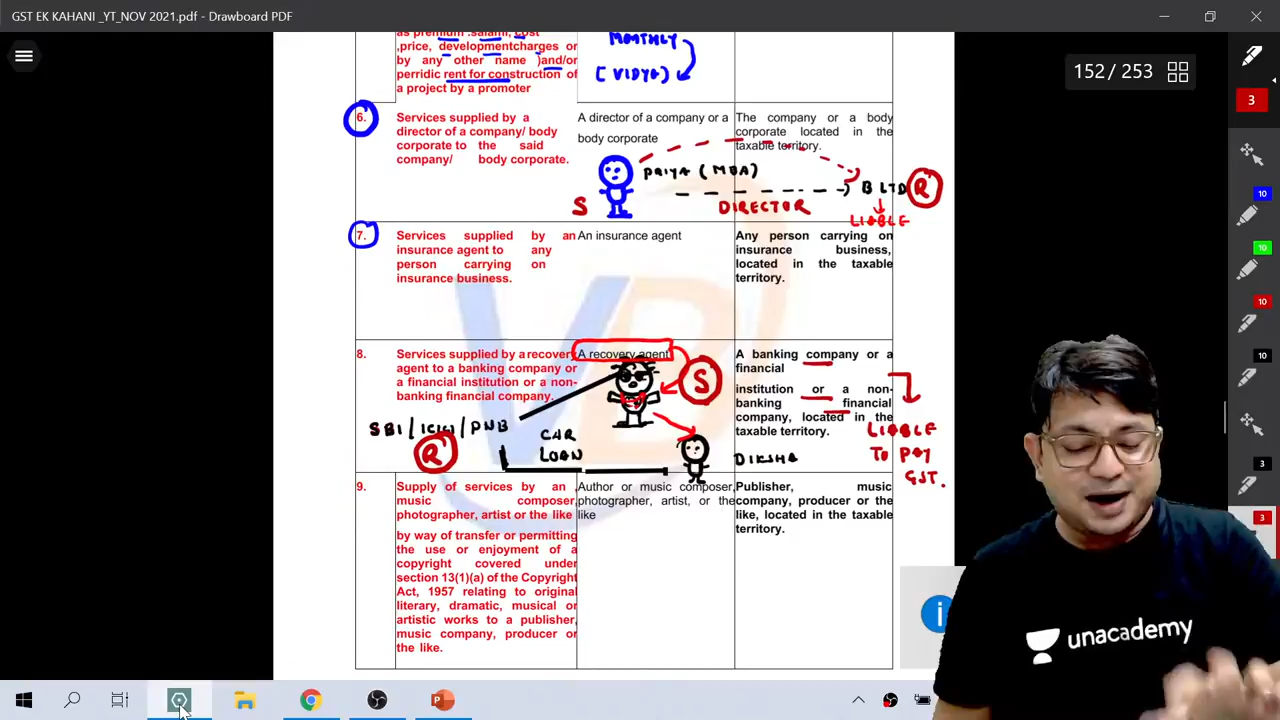 GST EK KAHANI _YT_NOV 2021.pdf - Drawboard PDF
152 / 253
as premium .salami, cost
,price, developmentcharges or
by any other name )and/or
perridic rent for construction of
a project by a promoter
MONTHLY
(VIDYA)
6.
Services supplied by a
director of a company/ body
corporate to the said
company/ body corporate.
A director of a company or a
body corporate
The company or a body
corporate located in the
taxable territory.
PRIYA (MBA)
B LTD
R
S
DIRECTOR
LIABLE
7.
Services supplied by an
insurance agent to any
person carrying on
insurance business.
An insurance agent
Any person carrying on
insurance business,
located in the taxable
territory.
8.
Services supplied by a recovery
agent to a banking company or
a financial institution or a non-
banking financial company.
A recovery agent
S
A banking company or a
financial
institution or a non-
banking financial
company, located in the
taxable territory.
SBI / ICICI / PNB
R
CAR
LOAN
DIKSHA
LIABLE
TO PAY
GST.
9.
Supply of services by an ,
music composer,
photographer, artist or the like
by way of transfer or permitting
the use or enjoyment of a
copyright covered under
section 13(1)(a) of the Copyright
Act, 1957 relating to original
literary, dramatic, musical or
artistic works to a publisher,
music company, producer or
the like.
Author or music composer,
photographer, artist, or the
like
Publisher, music
company, producer or the
like, located in the taxable
territory.
3
10
10
10
10
3
3
unacademy